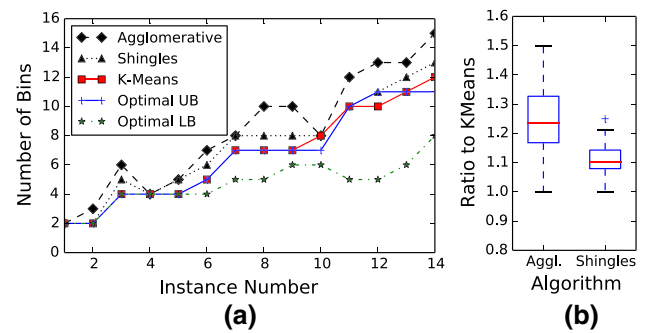 16
14
12
10
8
6
4
2
Number of Bins
Agglomerative
Shingles
K-Means
Optimal UB
Optimal LB
2 4 6 8 10 12 14
Instance Number
(a)
1.6
1.5
1.4
1.3
1.2
1.1
1.0
0.9
0.8
Ratio to KMeans
Aggl. Shingles
Algorithm
(b)